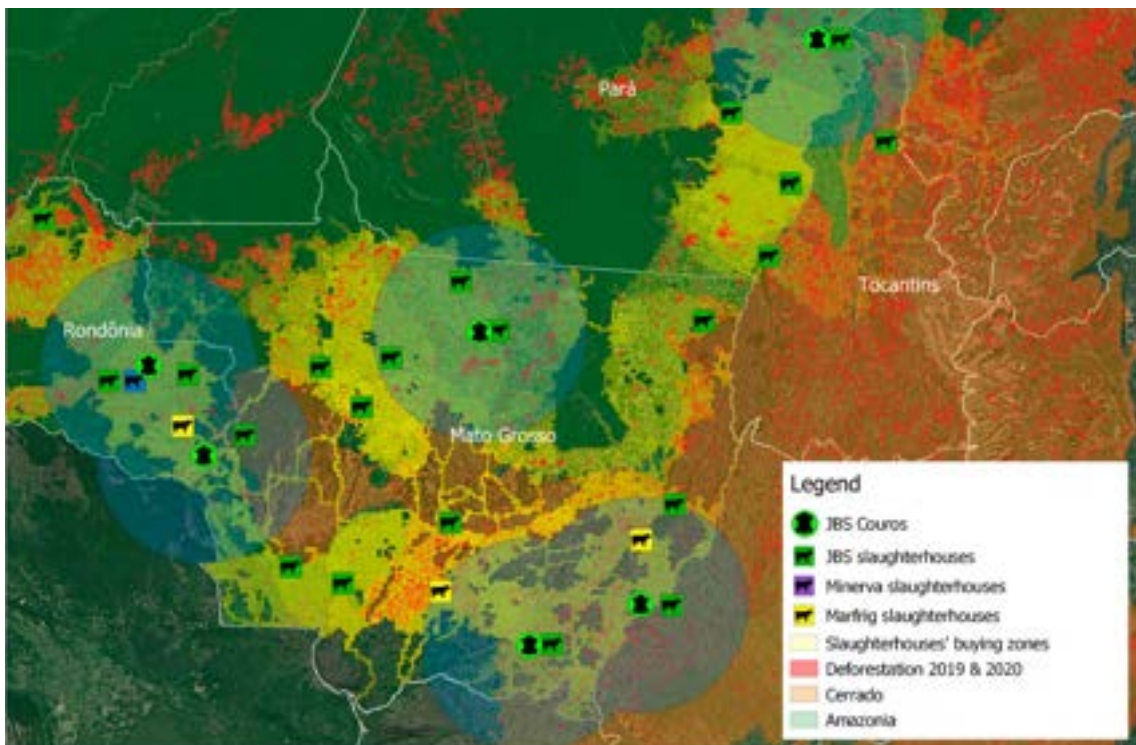 Pará
Tocantins
Rondônia
Mato Grosso
Legend
JBS Couros
JBS slaughterhouses
Minerva slaughterhouses
Marfrig slaughterhouses
Slaughterhouses' buying zones
Deforestation 2019 & 2020
Cerrado
Amazonia